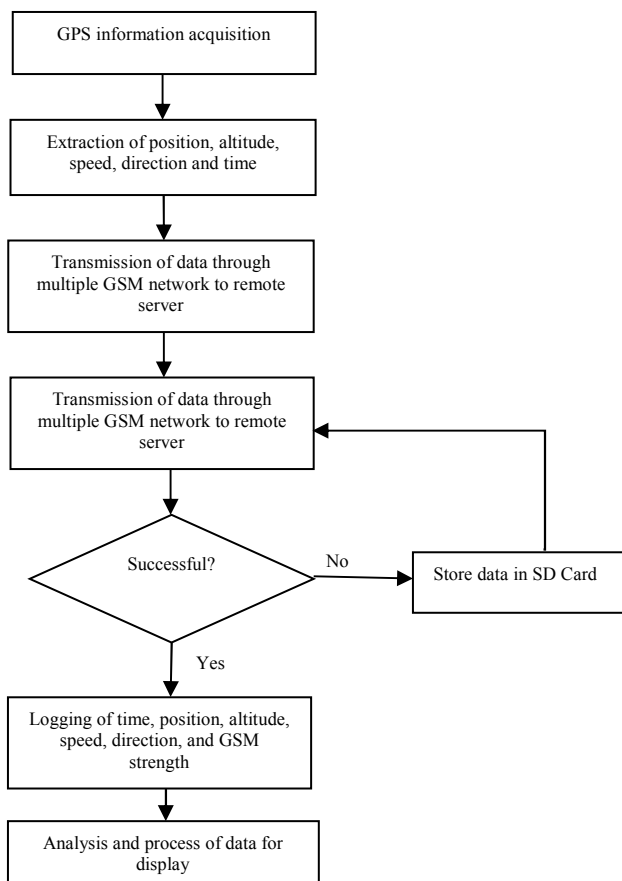 GPS information acquisition
Extraction of position, altitude,
speed, direction and time
Transmission of data through
multiple GSM network to remote
server
Transmission of data through
multiple GSM network to remote
server
Successful?
No
Store data in SD Card
Yes
Logging of time, position, altitude,
speed, direction, and GSM
strength
Analysis and process of data for
display